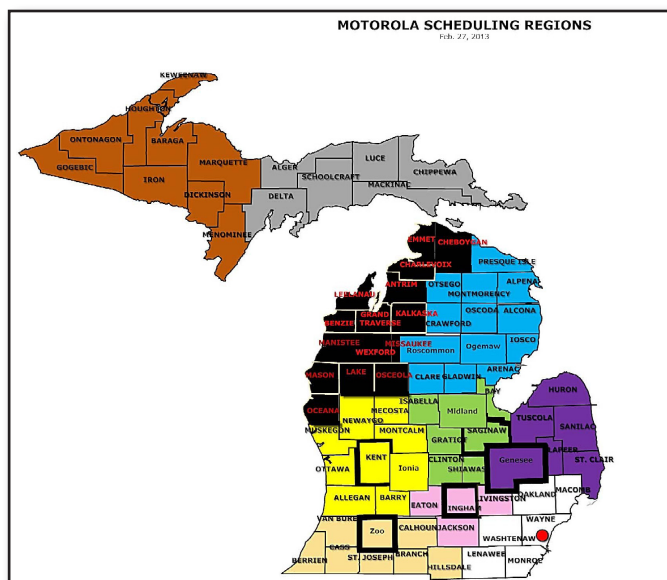 MOTOROLA SCHEDULING REGIONS
Feb. 27, 2013
KEWEENAW
HOUGHTON
ONTONAGON
BARAGA
GOGEBIC
MARQUETTE
IRON
DICKINSON
MENOMINEE
ALGER
LUCE
SCHOOLCRAFT
CHIPPEWA
MACKINAC
DELTA
EMMET
CHEBOYGAN
CHARLEVOIX
PRESQUE ISLE
ANTRIM
OTSEGO
ALPENA
MONTMORENCY
LEELANAU
KALKASKA
GRAND
TRAVERSE
BENZIE
CRAWFORD
OSCODA
ALCONA
MANISTEE
MISSAUKEE
WEXFORD
Roscommon
Ogemaw
IOSCO
MASON
LAKE
OSCEOLA
CLARE
GLADWIN
ARENAC
BAY
HURON
OCEANA
NEWAYGO
MECOSTA
ISABELLA
Midland
TUSCOLA
SANILAC
MUSKEGON
MONTCALM
GRATIOT
SAGINAW
KENT
Ionia
CLINTON
SHIAWAS
Genesee
LAPEER
ST. CLAIR
OTTAWA
ALLEGAN
BARRY
EATON
INGHAM
LIVINGSTON
OAKLAND
MACOMB
VAN BURE
Zoo
CALHOUN
JACKSON
WASHTENAW
WAYNE
BERRIEN
CASS
ST. JOSEPH
BRANCH
HILLSDALE
LENAWEE
MONROE